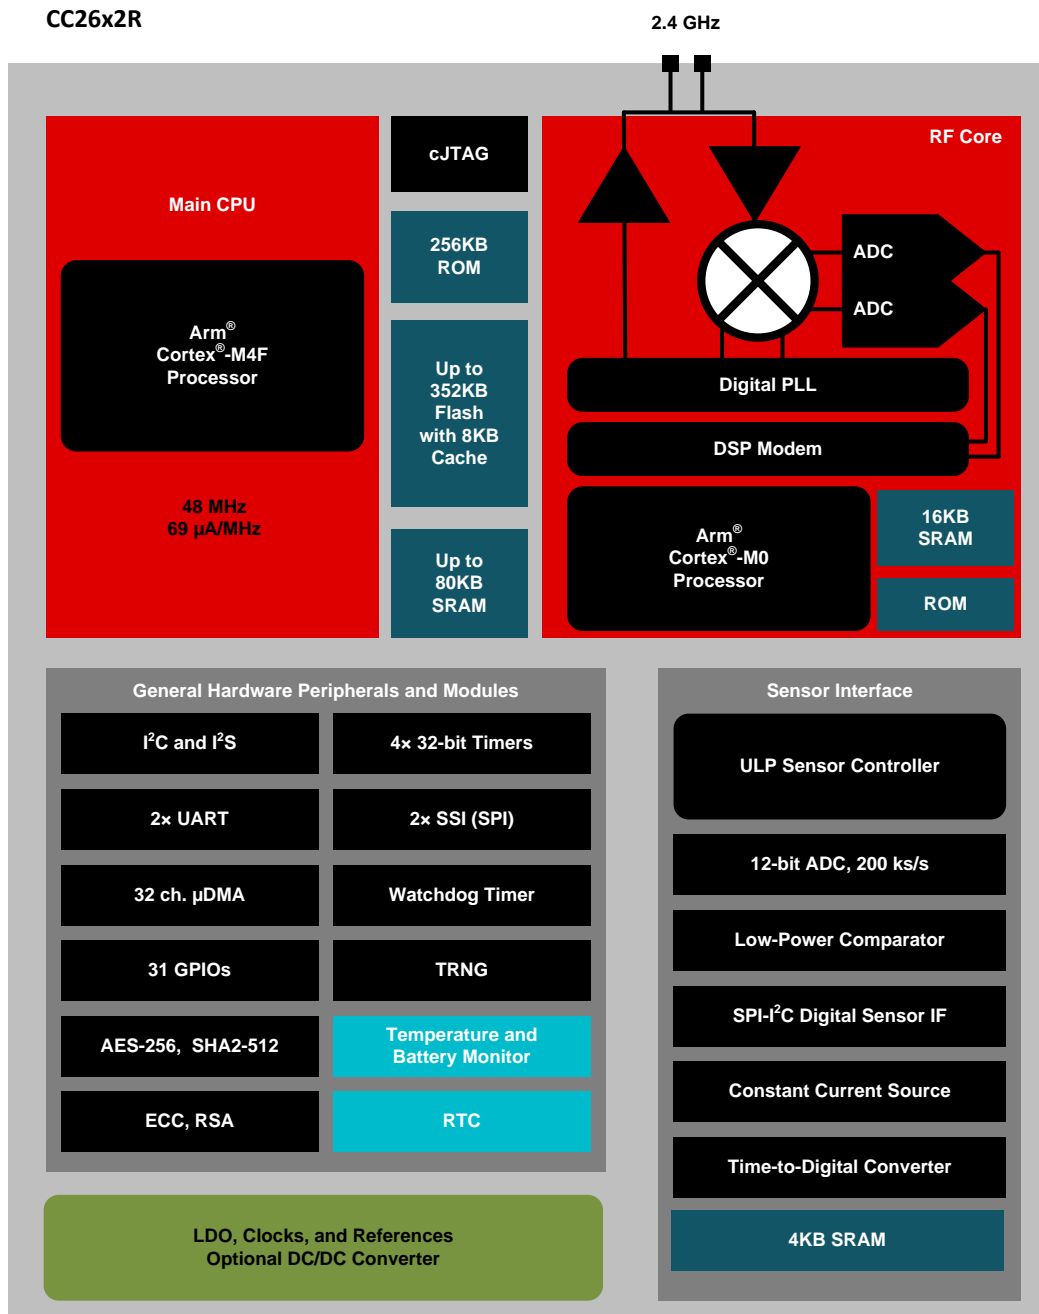 CC26x2R
2.4 GHz
Main CPU
Arm®
Cortex®-M4F
Processor
48 MHz
69 µA/MHz
cJTAG
256KB
ROM
Up to
352KB
Flash
with 8KB
Cache
Up to
80KB
SRAM
RF Core
ADC
ADC
Digital PLL
DSP Modem
Arm®
Cortex®-M0
Processor
16KB
SRAM
ROM
General Hardware Peripherals and Modules
I²C and I²S
4× 32-bit Timers
2× UART
2× SSI (SPI)
32 ch. µDMA
Watchdog Timer
31 GPIOs
TRNG
AES-256, SHA2-512
Temperature and
Battery Monitor
ECC, RSA
RTC
LDO, Clocks, and References
Optional DC/DC Converter
Sensor Interface
ULP Sensor Controller
12-bit ADC, 200 ks/s
Low-Power Comparator
SPI-I²C Digital Sensor IF
Constant Current Source
Time-to-Digital Converter
4KB SRAM